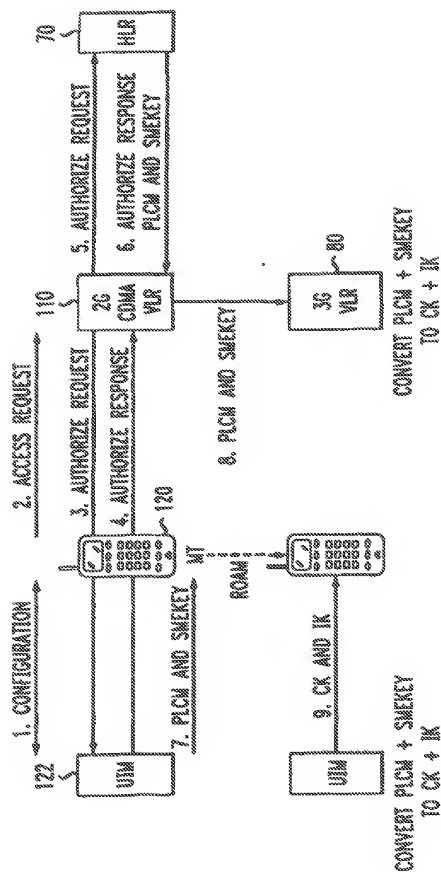 1. CONFIGURATION
2. ACCESS REQUEST
122
UIM
3. AUTHORIZE REQUEST
4. AUTHORIZE RESPONSE
120
110
2G
CDMA
VLR
5. AUTHORIZE REQUEST
6. AUTHORIZE RESPONSE
PLCM AND SMEKEY
70
HLR
7. PLCM AND SMEKEY
MT
ROAM
8. PLCM AND SMEKEY
UIM
9. CK AND IK
80
3G
VLR
CONVERT PLCM + SMEKEY
TO CK + IK
CONVERT PLCM + SMEKEY
TO CK + IK